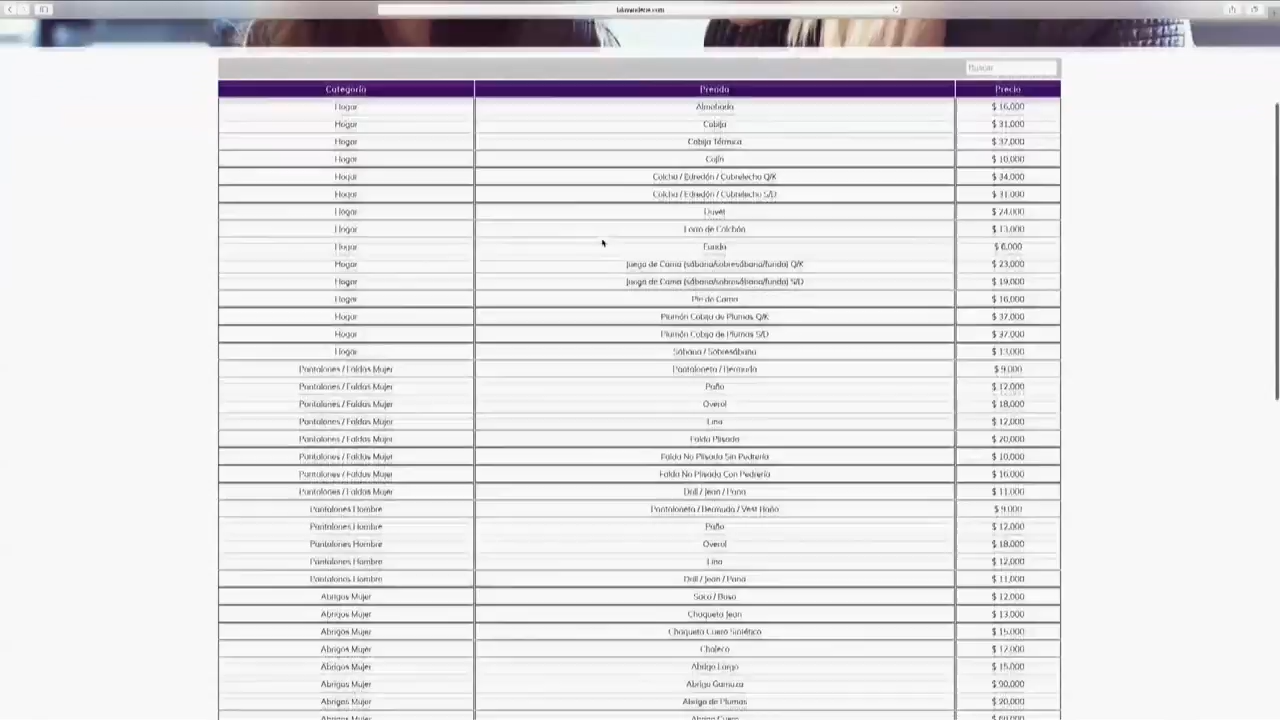 Buscar
Categoría Prenda Precio
Hogar Almohada $ 16,000
Hogar Cobija $ 31,000
Hogar Cobija Térmica $ 37,000
Hogar Cojín $ 10,000
Hogar Colcha / Edredón / Cubrelecho Q/K $ 34,000
Hogar Colcha / Edredón / Cubrelecho S/D $ 31,000
Hogar Duvet $ 24,000
Hogar Forro de Colchón $ 13,000
Hogar Funda $ 6,000
Hogar Juego de Cama (sábana/sobresábana/funda) Q/K $ 23,000
Hogar Juego de Cama (sábana/sobresábana/funda) S/D $ 19,000
Hogar Pie de Cama $ 16,000
Hogar Plumón Cobija de Plumas Q/K $ 37,000
Hogar Plumón Cobija de Plumas S/D $ 37,000
Hogar Sábana / Sobresábana $ 13,000
Pantalones / Faldas Mujer Pantaloneta / Bermuda $ 9,000
Pantalones / Faldas Mujer Paño $ 12,000
Pantalones / Faldas Mujer Overol $ 18,000
Pantalones / Faldas Mujer Lino $ 12,000
Pantalones / Faldas Mujer Falda Plisada $ 20,000
Pantalones / Faldas Mujer Falda No Plisada Sin Pedrería $ 10,000
Pantalones / Faldas Mujer Falda No Plisada Con Pedrería $ 16,000
Pantalones / Faldas Mujer Dril / Jean / Pana $ 11,000
Pantalones Hombre Pantaloneta / Bermuda / Vest Baño $ 9,000
Pantalones Hombre Paño $ 12,000
Pantalones Hombre Overol $ 18,000
Pantalones Hombre Lino $ 12,000
Pantalones Hombre Dril / Jean / Pana $ 11,000
Abrigos Mujer Saco / Buso $ 12,000
Abrigos Mujer Chaqueta Jean $ 13,000
Abrigos Mujer Chaqueta Cuero Sintético $ 15,000
Abrigos Mujer Chaleco $ 12,000
Abrigos Mujer Abrigo Largo $ 15,000
Abrigos Mujer Abrigo Gamuza $ 90,000
Abrigos Mujer Abrigo de Plumas $ 20,000
Abrigos Mujer Abrigo Cuero